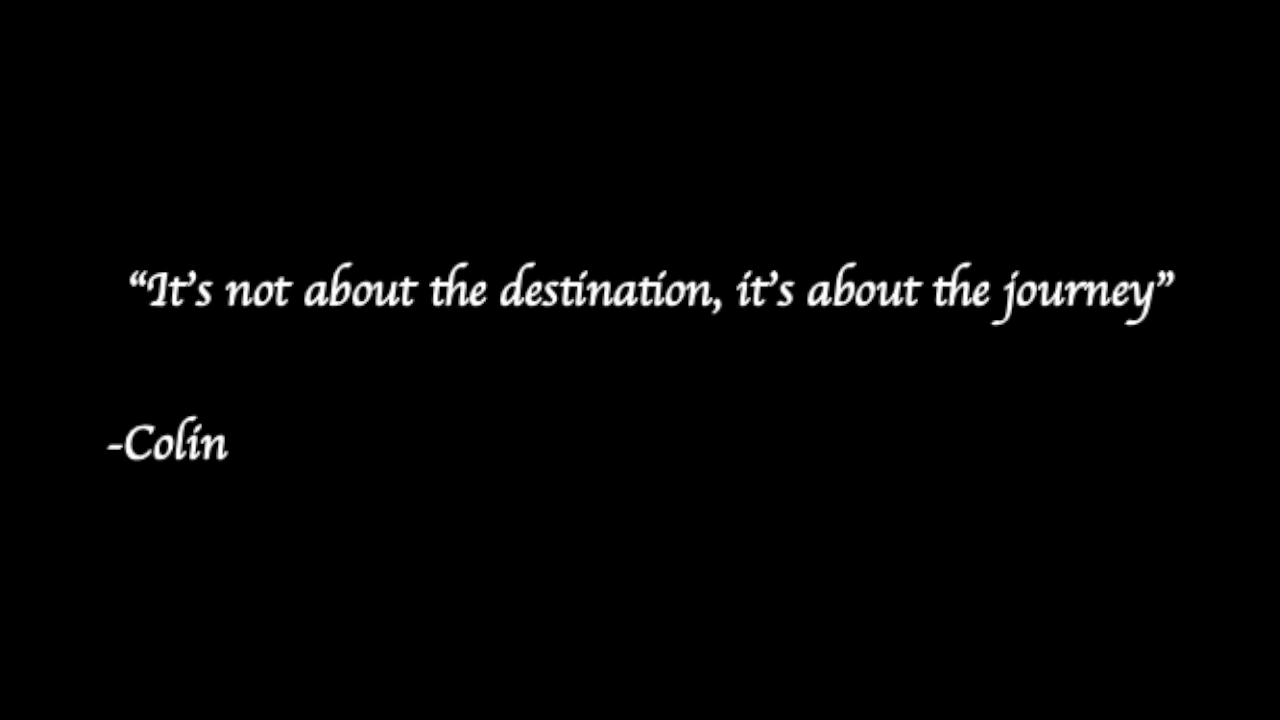 “It’s not about the destination, it’s about the journey”
-Colin